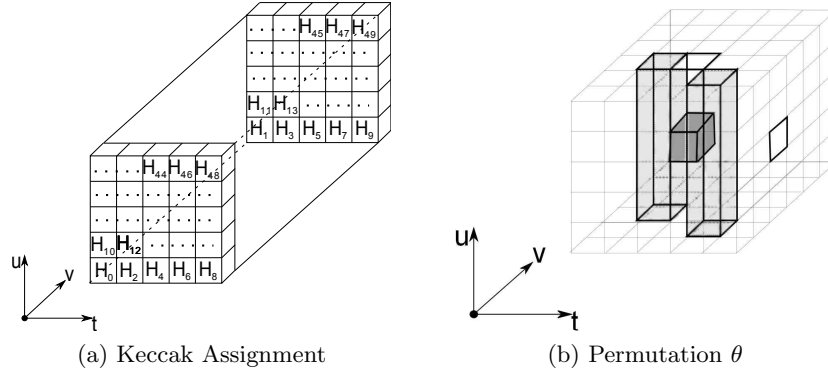 ..... H45 H47 H49
..........
..........
H11 H13 ......
H1 H3 H5 H7 H9
..... H44 H46 H48
..........
..........
H10 H12 ......
H0 H2 H4 H6 H8
u
v
t
(a) Keccak Assignment
u
v
t
(b) Permutation θ